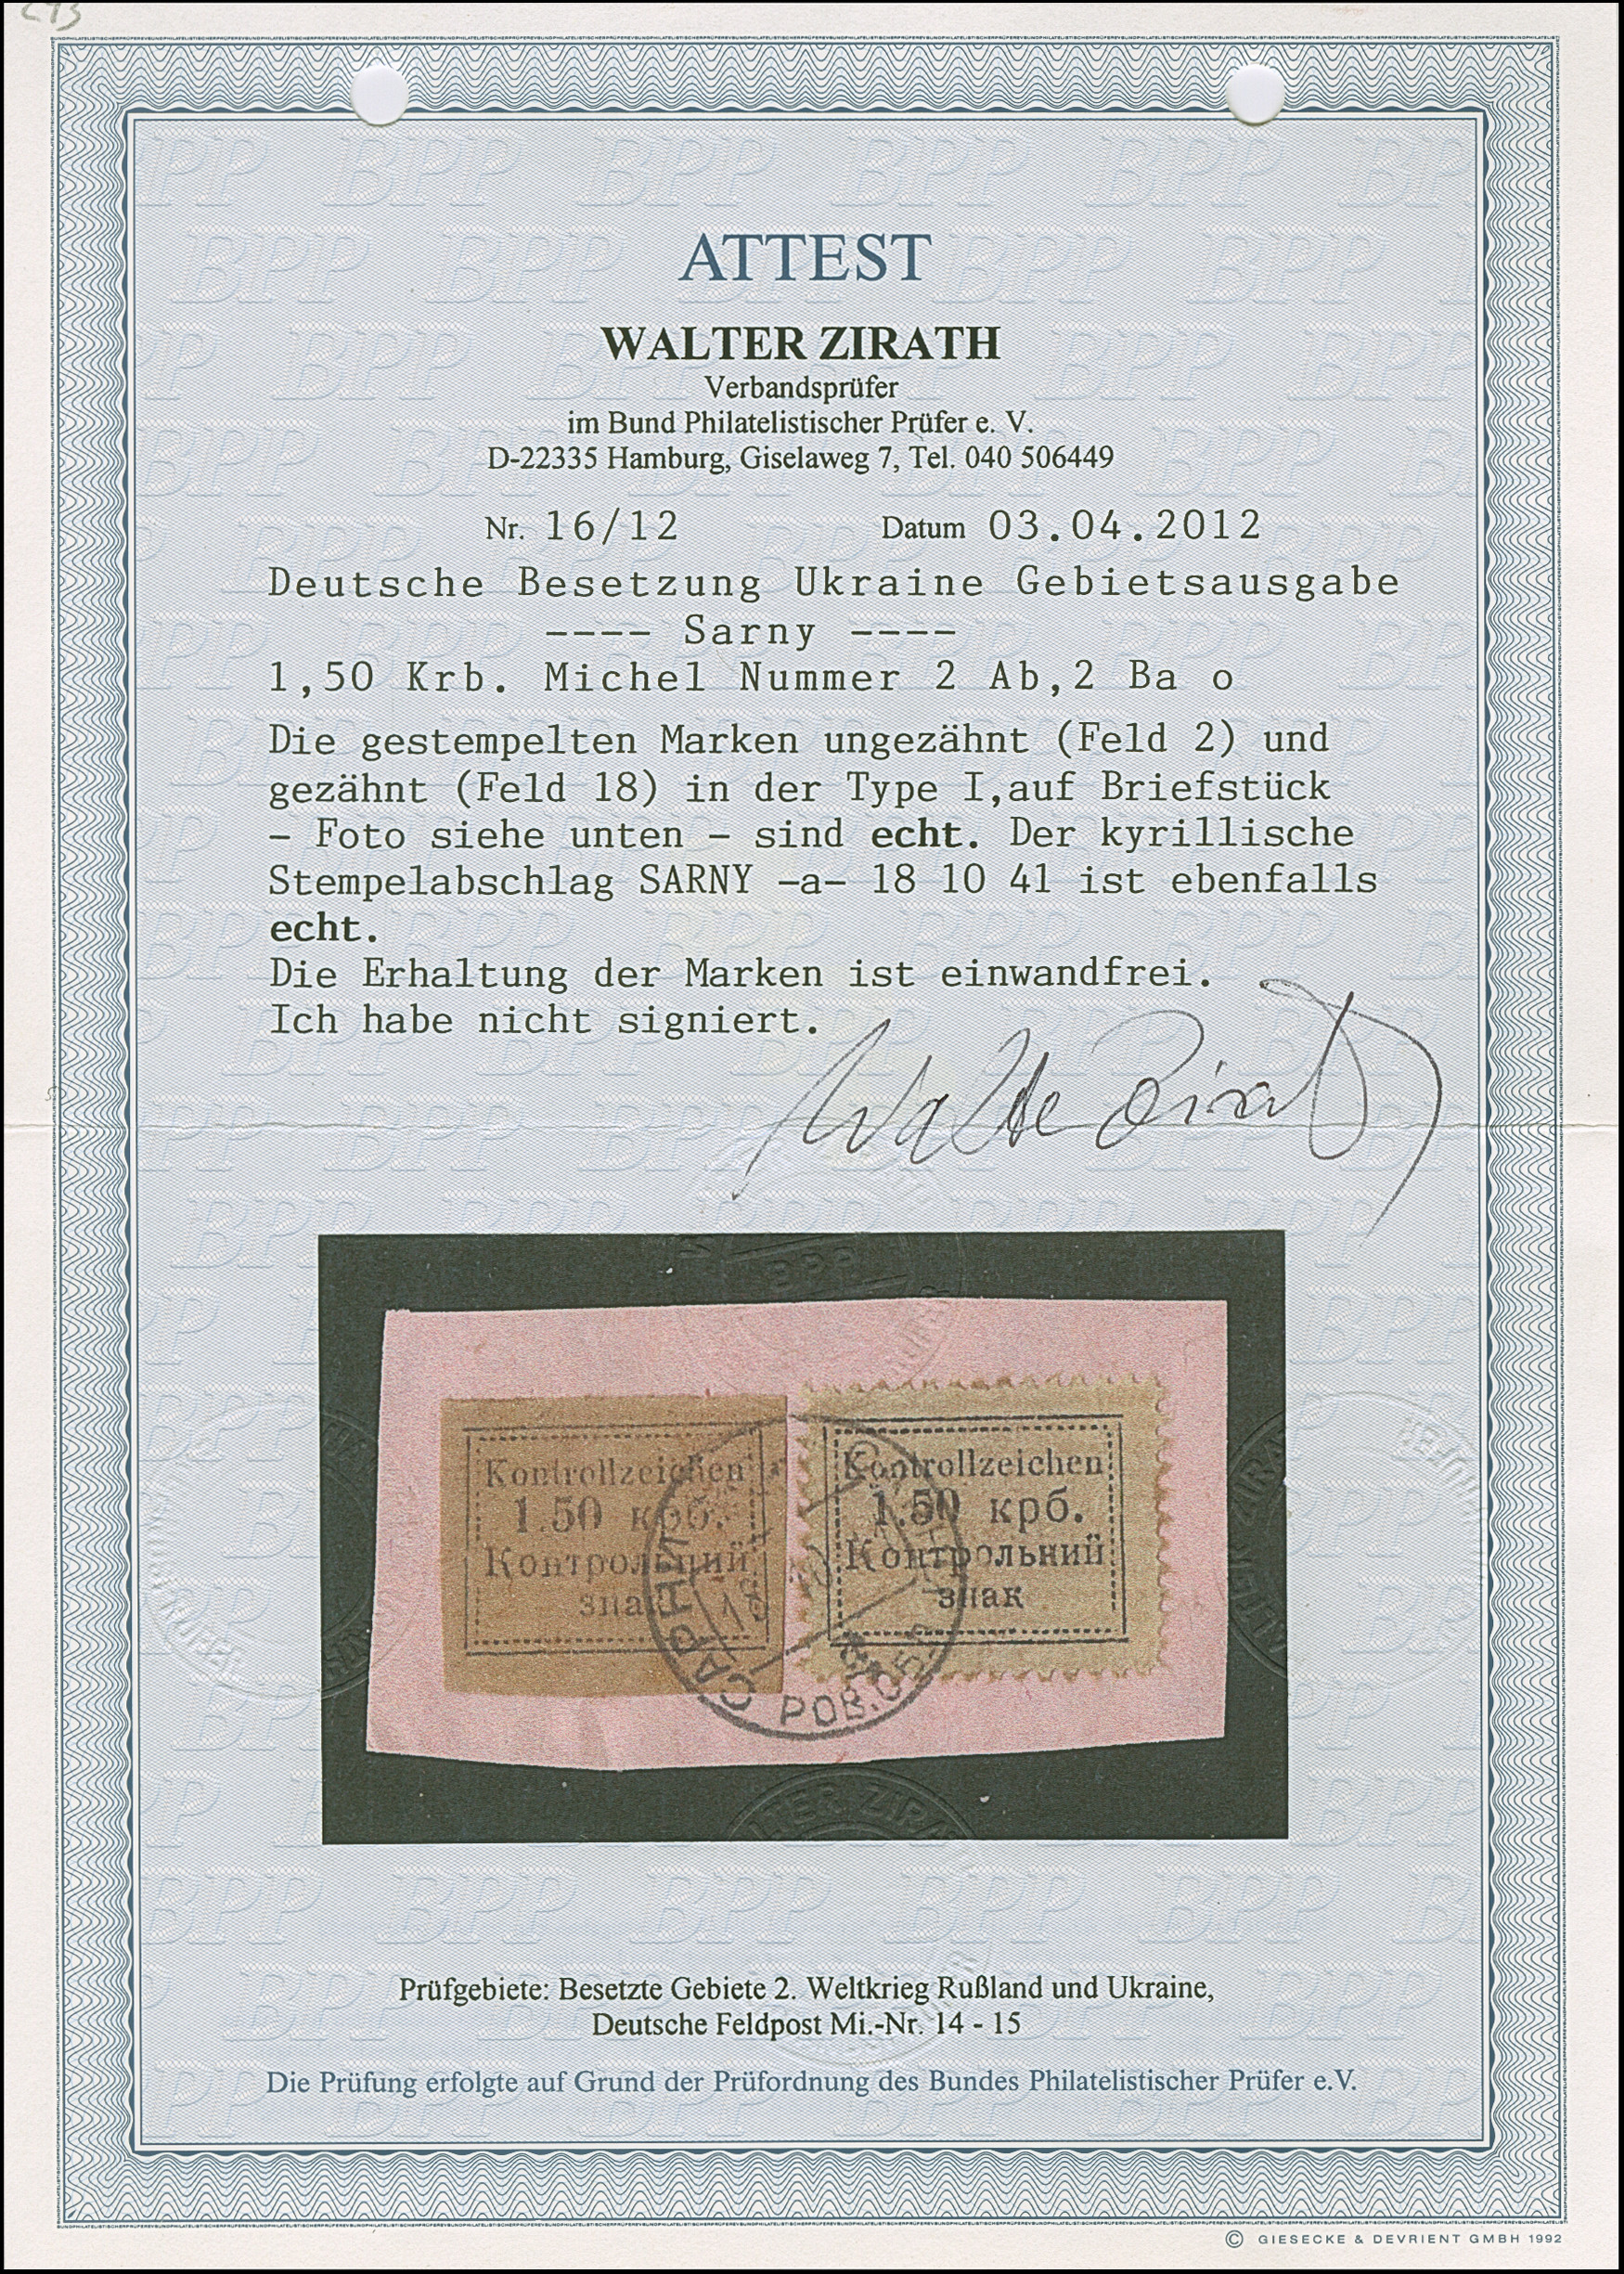 ATTEST
WALTER ZIRATH
Verbandsprüfer
im Bund Philatelistischer Prüfer e. V.
D-22335 Hamburg, Giselaweg 7, Tel. 040 506449
Nr. 16/12 Datum 03.04.2012
Deutsche Besetzung Ukraine Gebietsausgabe
---- Sarny ----
1,50 Krb. Michel Nummer 2 Ab,2 Ba o
Die gestempelten Marken ungezähnt (Feld 2) und
gezähnt (Feld 18) in der Type I,auf Briefstück
– Foto siehe unten – sind echt. Der kyrillische
Stempelabschlag SARNY –a– 18 10 41 ist ebenfalls
echt.
Die Erhaltung der Marken ist einwandfrei.
Ich habe nicht signiert.
Walter Zirath
Kontrollzeichen
1.50 крб.
Контрольний
знак
Kontrollzeichen
1.50 крб.
Контрольний
знак
САРНИ
РОВ.ОБЛ
Prüfgebiete: Besetzte Gebiete 2. Weltkrieg Rußland und Ukraine,
Deutsche Feldpost Mi.-Nr. 14 - 15
Die Prüfung erfolgte auf Grund der Prüfordnung des Bundes Philatelistischer Prüfer e.V.
© GIESECKE & DEVRIENT GMBH 1992